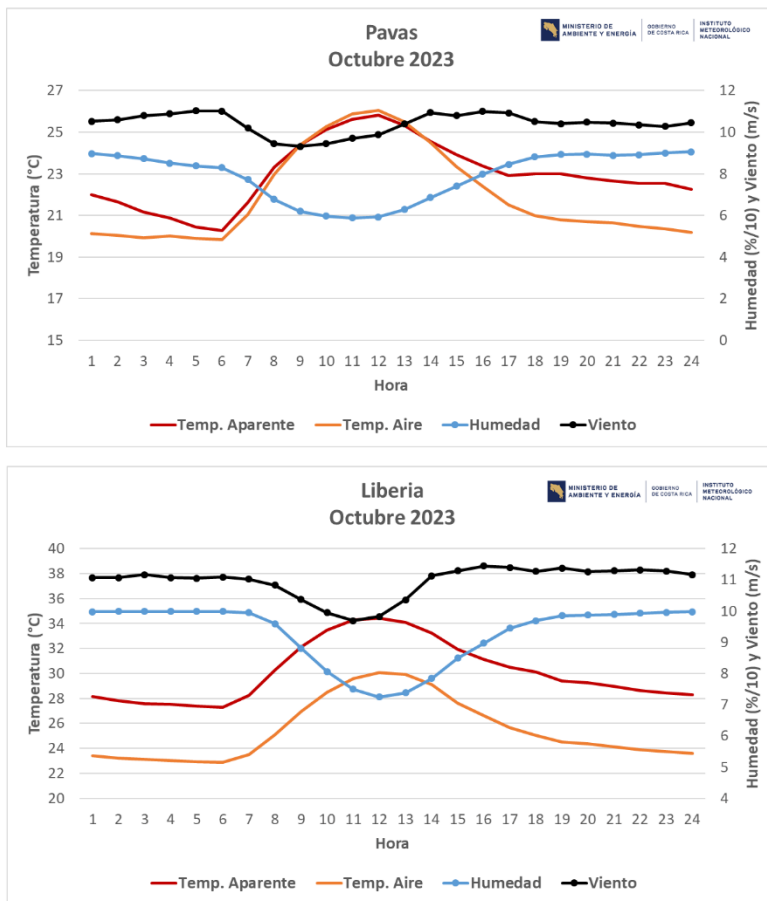 Pavas
Octubre 2023
MINISTERIO DE
AMBIENTE Y ENERGÍA
GOBIERNO
DE COSTA RICA
INSTITUTO
METEOROLÓGICO
NACIONAL
Temperatura (°C)
27
25
23
21
19
17
15
12
10
8
6
4
2
0
Humedad (%/10) y Viento (m/s)
1 2 3 4 5 6 7 8 9 10 11 12 13 14 15 16 17 18 19 20 21 22 23 24
Hora
Temp. Aparente Temp. Aire Humedad Viento
Liberia
Octubre 2023
MINISTERIO DE
AMBIENTE Y ENERGÍA
GOBIERNO
DE COSTA RICA
INSTITUTO
METEOROLÓGICO
NACIONAL
Temperatura (°C)
40
38
36
34
32
30
28
26
24
22
20
12
11
10
9
8
7
6
5
4
Humedad (%/10) y Viento (m/s)
1 2 3 4 5 6 7 8 9 10 11 12 13 14 15 16 17 18 19 20 21 22 23 24
Hora
Temp. Aparente Temp. Aire Humedad Viento